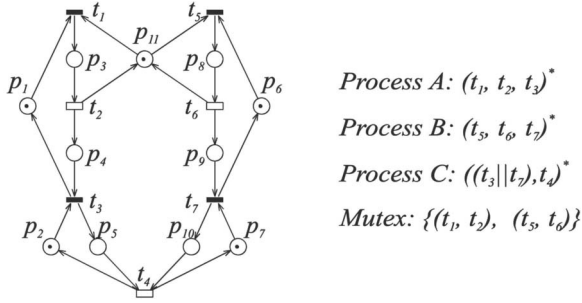 t₁
t₅
p₁₁
p₃
p₈
p₁
p₆
t₂
t₆
p₄
p₉
t₃
t₇
p₂
p₅
p₁₀
p₇
t₄
Process A: (t₁, t₂, t₃)*
Process B: (t₅, t₆, t₇)*
Process C: ((t₃||t₇),t₄)*
Mutex: {(t₁, t₂), (t₅, t₆)}